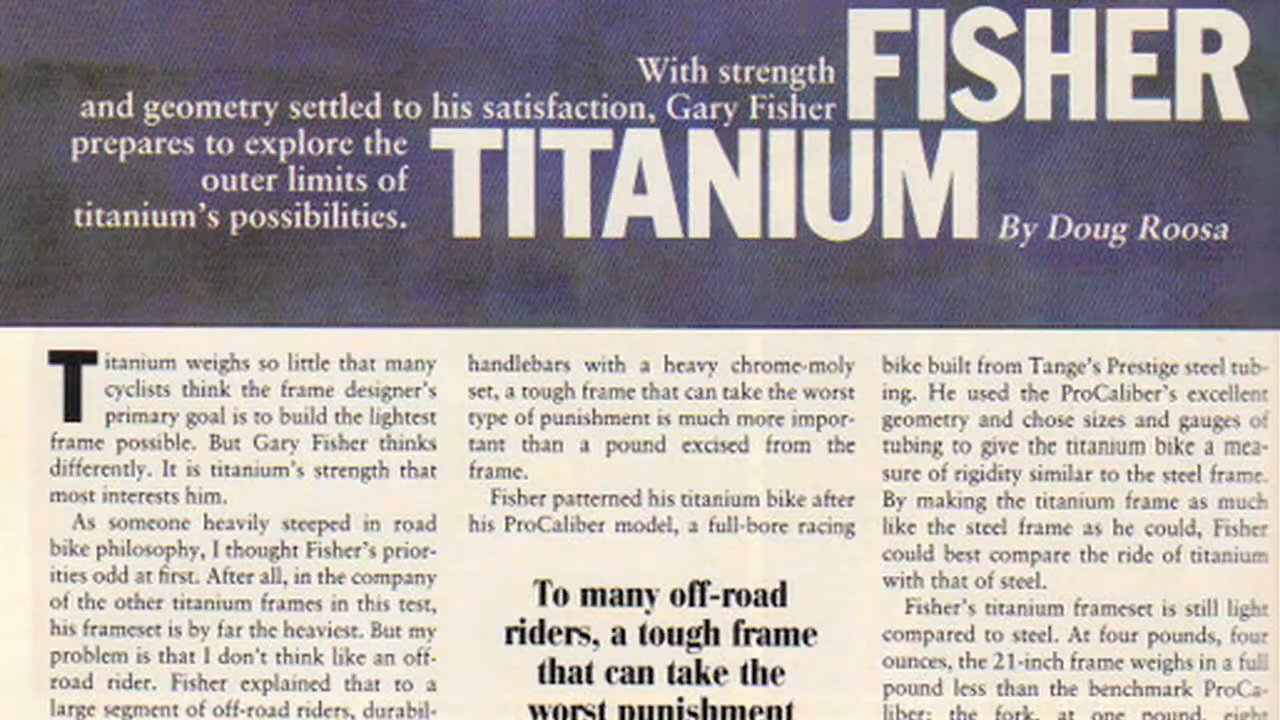 With strength
and geometry settled to his satisfaction, Gary Fisher
prepares to explore the
outer limits of
titanium's possibilities.
FISHER
TITANIUM
By Doug Roosa
Titanium weighs so little that many
cyclists think the frame designer's
primary goal is to build the lightest
frame possible. But Gary Fisher thinks
differently. It is titanium's strength that
most interests him.
As someone heavily steeped in road
bike philosophy, I thought Fisher's prior-
ities odd at first. After all, in the company
of the other titanium frames in this test,
his frameset is by far the heaviest. But my
problem is that I don't think like an off-
road rider. Fisher explained that to a
large segment of off-road riders, durabil-
handlebars with a heavy chrome-moly
set, a tough frame that can take the worst
type of punishment is much more impor-
tant than a pound excised from the
frame.
Fisher patterned his titanium bike after
his ProCaliber model, a full-bore racing
To many off-road
riders, a tough frame
that can take the
worst punishment
bike built from Tange's Prestige steel tub-
ing. He used the ProCaliber's excellent
geometry and chose sizes and gauges of
tubing to give the titanium bike a mea-
sure of rigidity similar to the steel frame.
By making the titanium frame as much
like the steel frame as he could, Fisher
could best compare the ride of titanium
with that of steel.
Fisher's titanium frameset is still light
compared to steel. At four pounds, four
ounces, the 21-inch frame weighs in a full
pound less than the benchmark ProCa-
liber; the fork, at one pound, eight